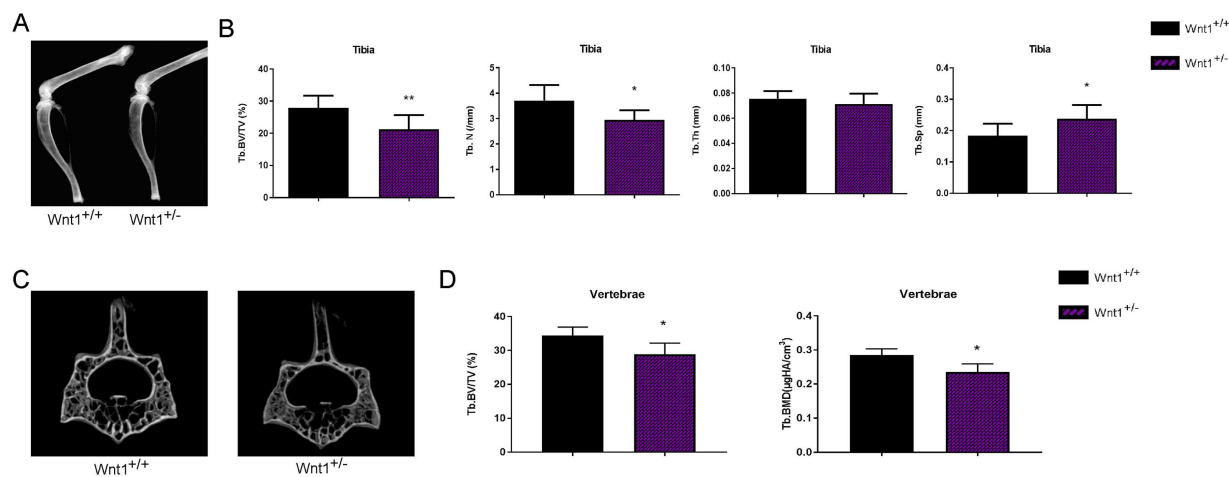 A
Wnt1+/+
Wnt1+/-
B
Tibia
Tb.BV/TV (%)
40
30
20
10
0
**
Tibia
Tb. N (/mm)
5
4
3
2
1
0
*
Tibia
Tb.Th (mm)
0.10
0.08
0.06
0.04
0.02
0.00
Tibia
Tb.Sp (mm)
0.4
0.3
0.2
0.1
0.0
*
Wnt1+/+
Wnt1+/-
C
Wnt1+/+
Wnt1+/-
D
Vertebrae
Tb.BV/TV (%)
40
30
20
10
0
*
Vertebrae
Tb.BMD(µgHA/cm3)
0.4
0.3
0.2
0.1
0.0
*
Wnt1+/+
Wnt1+/-